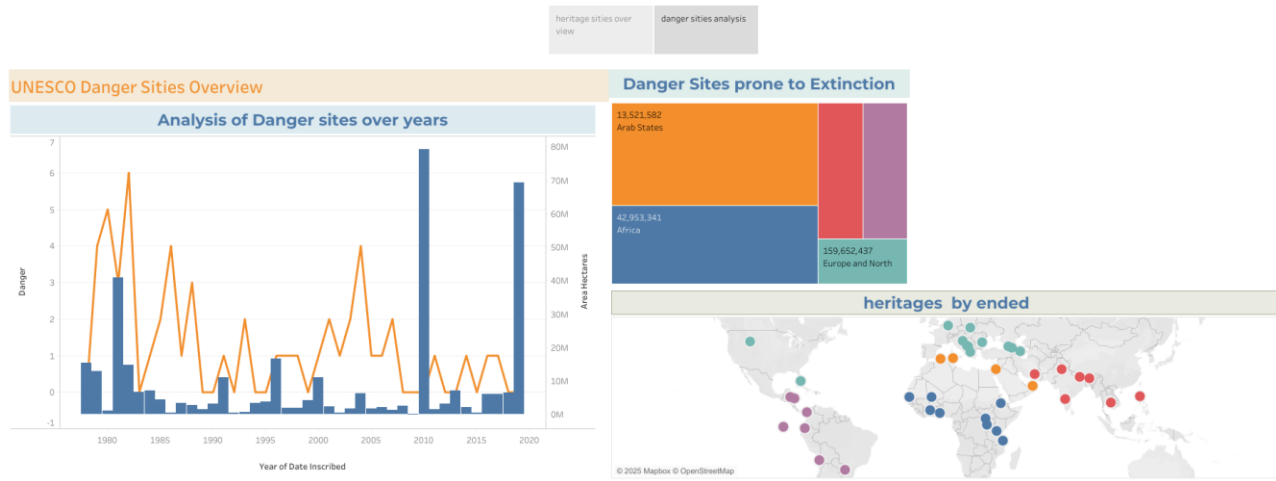 heritage sities over
view
danger sities analysis
UNESCO Danger Sities Overview
Analysis of Danger sites over years
7
6
5
4
3
2
1
0
-1
Danger
80M
70M
60M
50M
40M
30M
20M
10M
0M
Area Hectares
1980
1985
1990
1995
2000
2005
2010
2015
2020
Year of Date Inscribed
Danger Sites prone to Extinction
13,521,582
Arab States
42,953,341
Africa
159,652,437
Europe and North
heritages by ended
© 2025 Mapbox © OpenStreetMap